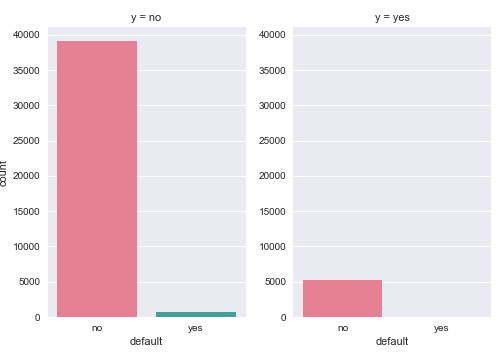 y = no
40000
35000
30000
25000
20000
15000
10000
5000
0
count
no yes
default
y = yes
40000
35000
30000
25000
20000
15000
10000
5000
0
no yes
default